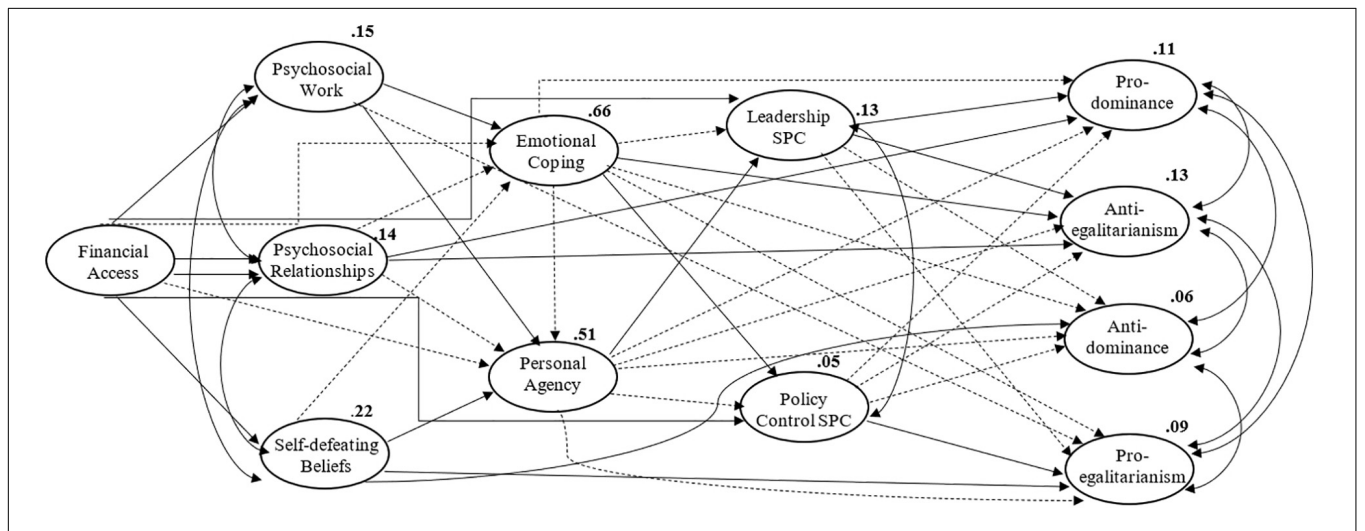 .15
Psychosocial
Work
.11
Pro-
dominance
.66
Emotional
Coping
Leadership
SPC
.13
.13
Anti-
egalitarianism
Financial
Access
Psychosocial
Relationships
.14
.06
Anti-
dominance
.51
Personal
Agency
.05
Policy
Control SPC
.22
Self-defeating
Beliefs
.09
Pro-
egalitarianism